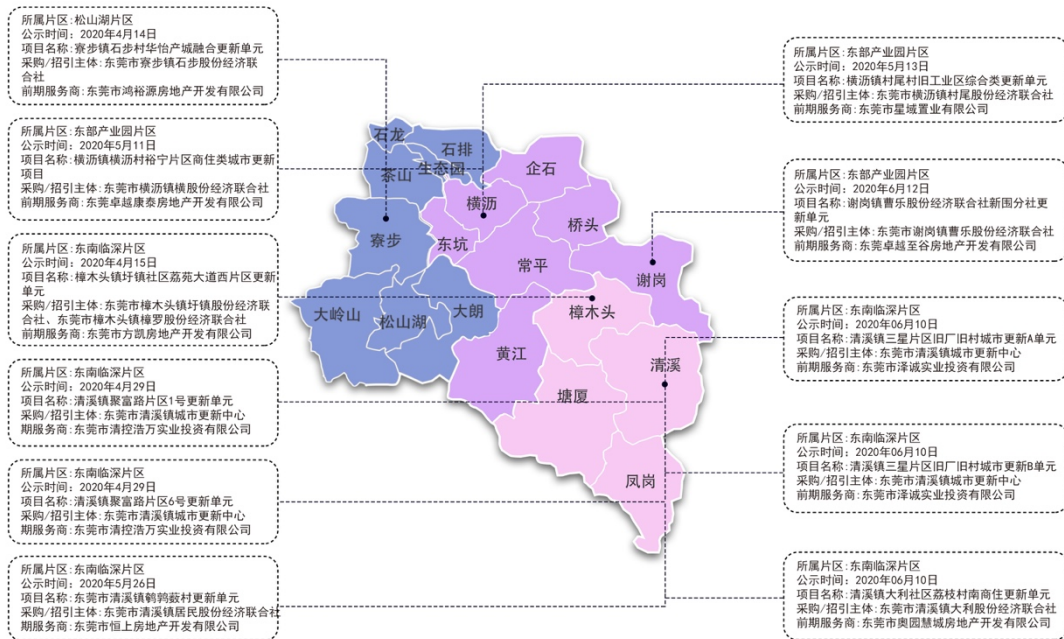 所属片区:松山湖片区
公示时间: 2020年4月14日
项目名称:寮步镇石步村华怡产城融合更新单元
采购/招引主体:东莞市寮步镇石步股份经济联
合社
前期服务商:东莞市鸿裕源房地产开发有限公司
所属片区:东部产业园片区
公示时间: 2020年5月11日
项目名称:横沥镇横沥村裕宁片区商住类城市更新
项目
采购/招引主体:东莞市横沥镇横股份经济联合社
前期服务商:东莞卓越康泰房地产开发有限公司
所属片区:东南临深片区
公示时间: 2020年4月15日
项目名称:樟木头镇圩镇社区荔苑大道西片区更新
单元
采购/招引主体:东莞市樟木头镇圩镇股份经济联
合社、东莞市樟木头镇樟罗股份经济联合社
前期服务商:东莞市方凯房地产开发有限公司
所属片区:东南临深片区
公示时间: 2020年4月29日
项目名称:清溪镇聚富路片区1号更新单元
采购/招引主体:东莞市清溪镇城市更新中心
期服务商:东莞市清控浩万实业投资有限公司
所属片区:东南临深片区
公示时间: 2020年4月29日
项目名称:清溪镇聚富路片区6号更新单元
采购/招引主体:东莞市清溪镇城市更新中心
期服务商:东莞市清控浩万实业投资有限公司
所属片区:东南临深片区
公示时间: 2020年5月26日
项目名称:东莞市清溪镇鹌鹑薮村更新单元
采购/招引主体:东莞市清溪镇居民股份经济联合社
前期服务商:东莞市恒上房地产开发有限公司
石龙
石排
生态园
茶山
企石
横沥
桥头
寮步
东坑
常平
谢岗
大岭山
松山湖
大朗
樟木头
黄江
清溪
塘厦
凤岗
所属片区:东部产业园片区
公示时间: 2020年5月13日
项目名称:横沥镇村尾村旧工业区综合类更新单元
采购/招引主体:东莞市横沥镇村尾股份经济联合社
前期服务商:东莞市星域置业有限公司
所属片区:东部产业园片区
公示时间: 2020年6月12日
项目名称:谢岗镇曹乐股份经济联合社新围分社更
新单元
采购/招引主体:东莞市谢岗镇曹乐股份经济联合社
前期服务商:东莞卓越至谷房地产开发有限公司
所属片区:东南临深片区
公示时间: 2020年06月10日
项目名称:清溪镇三星片区旧厂旧村城市更新A单元
采购/招引主体:东莞市清溪镇城市更新中心
前期服务商:东莞市泽诚实业投资有限公司
所属片区:东南临深片区
公示时间: 2020年06月10日
项目名称:清溪镇三星片区旧厂旧村城市更新B单元
采购/招引主体:东莞市清溪镇城市更新中心
前期服务商:东莞市泽诚实业投资有限公司
所属片区:东南临深片区
公示时间: 2020年06月10日
项目名称:清溪镇大利社区荔枝村南商住更新单元
采购/招引主体:东莞市清溪镇大利股份经济联合社
前期服务商:东莞市奥园慧城房地产开发有限公司